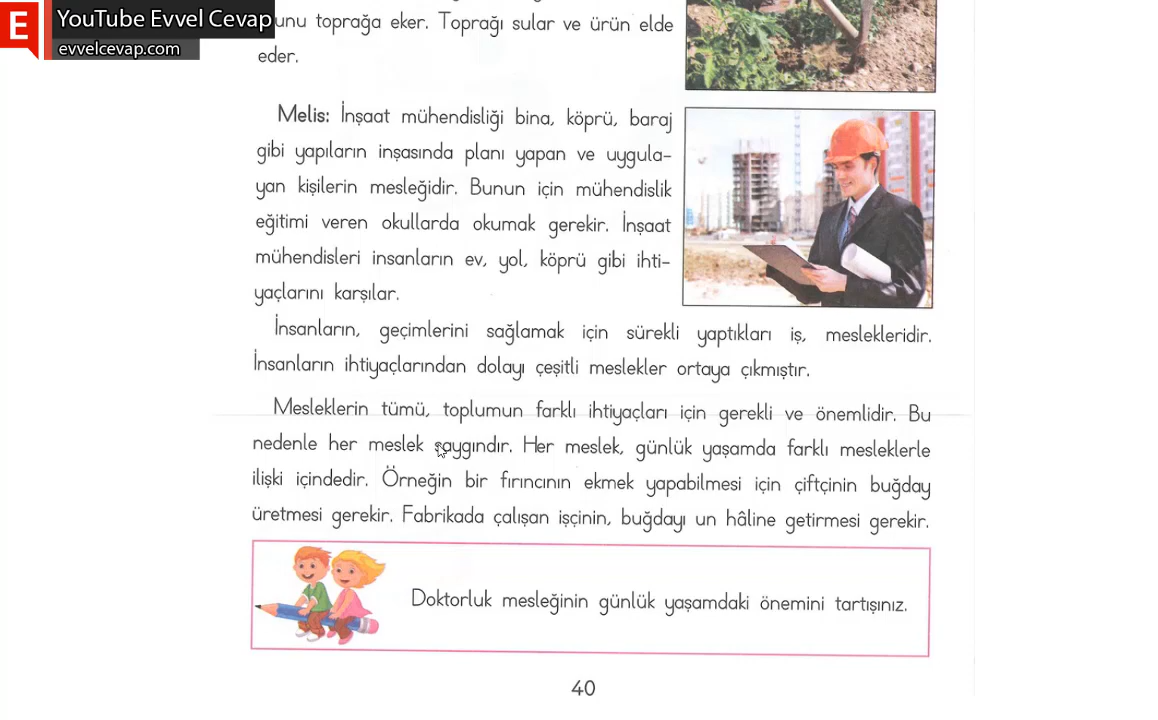 E YouTube Evvel Cevap
evvelcevap.com
unu toprağa eker. Toprağı sular ve ürün elde
eder.
Melis: İnşaat mühendisliği bina, köprü, baraj
gibi yapıların inşasında planı yapan ve uygula-
yan kişilerin mesleğidir. Bunun için mühendislik
eğitimi veren okullarda okumak gerekir. İnşaat
mühendisleri insanların ev, yol, köprü gibi ihti-
yaçlarını karşılar.
İnsanların, geçimlerini sağlamak için sürekli yaptıkları iş, meslekleridir.
İnsanların ihtiyaçlarından dolayı çeşitli meslekler ortaya çıkmıştır.
Mesleklerin tümü, toplumun farklı ihtiyaçları için gerekli ve önemlidir. Bu
nedenle her meslek saygındır. Her meslek, günlük yaşamda farklı mesleklerle
ilişki içindedir. Örneğin bir fırıncının ekmek yapabilmesi için çiftçinin buğday
üretmesi gerekir. Fabrikada çalışan işçinin, buğdayı un hâline getirmesi gerekir.
Doktorluk mesleğinin günlük yaşamdaki önemini tartışınız.
40